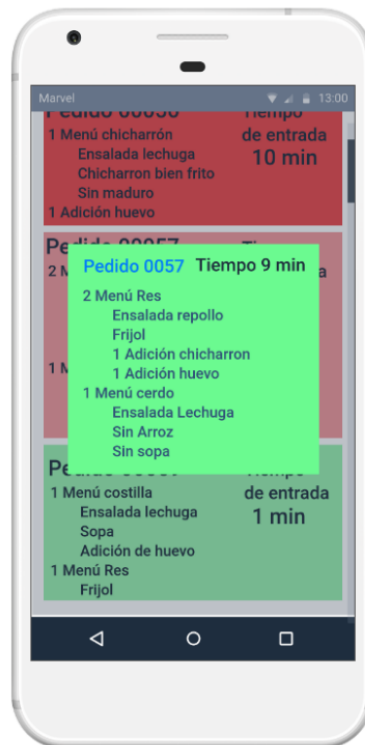 Marvel 13:00
1 Menú chicharrón
Ensalada lechuga
Chicharron bien frito
Sin maduro
1 Adición huevo
Tiempo
de entrada
10 min
Pedido 0057 Tiempo 9 min
2 Menú Res
Ensalada repollo
Frijol
1 Adición chicharron
1 Adición huevo
1 Menú cerdo
Ensalada Lechuga
Sin Arroz
Sin sopa
1 Menú costilla
Ensalada lechuga
Sopa
Adición de huevo
1 Menú Res
Frijol
de entrada
1 min